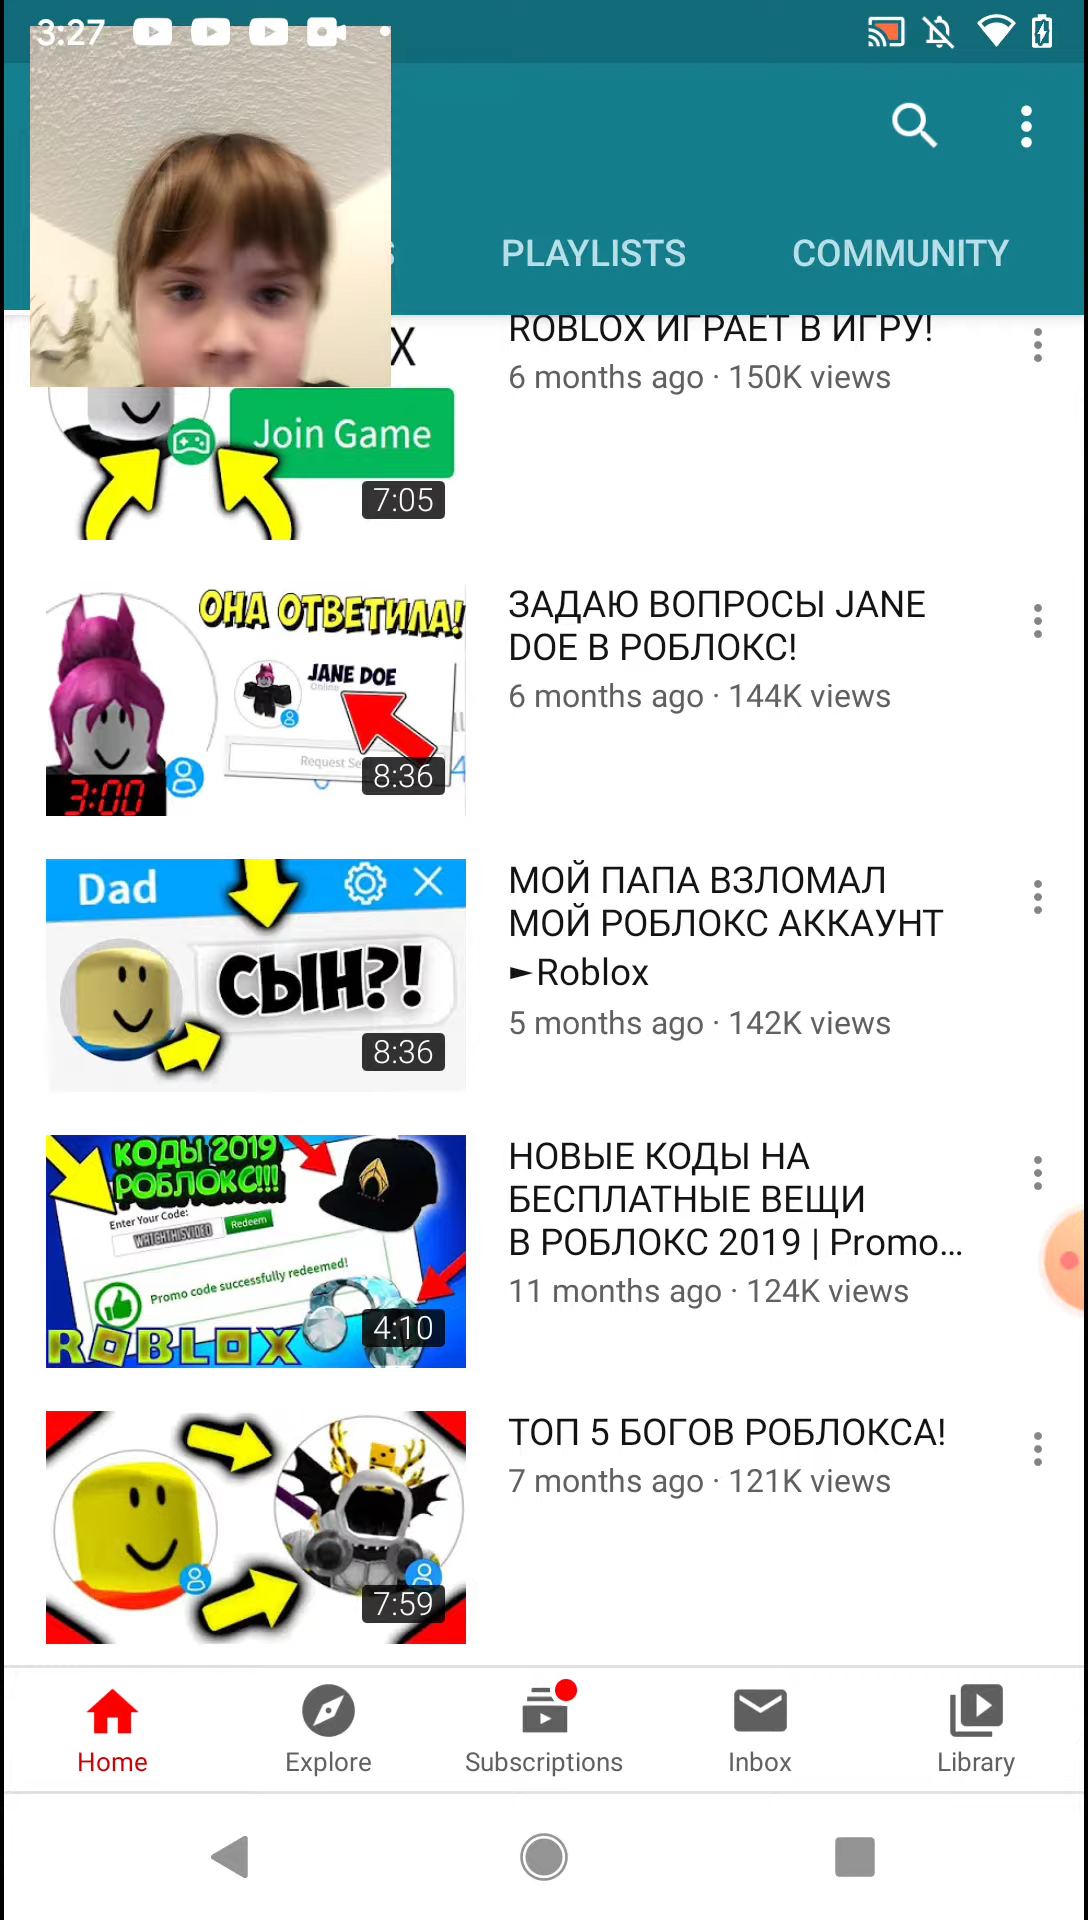 3:27
PLAYLISTS
COMMUNITY
X
Join Game
7:05
ROBLOX ИГРАЕТ В ИГРУ!
6 months ago · 150K views
ОНА ОТВЕТИЛА!
JANE DOE
Online
Request
3:00
8:36
ЗАДАЮ ВОПРОСЫ JANE
DOE В РОБЛОКС!
6 months ago · 144K views
Dad
СЫН?!
8:36
МОЙ ПАПА ВЗЛОМАЛ
МОЙ РОБЛОКС АККАУНТ
►Roblox
5 months ago · 142K views
КОДЫ 2019
РОБЛОКС!!!
Enter Your Code:
WATCHTHISVIDEO
Redeem
Promo code successfully redeemed!
ROBLOX
4:10
НОВЫЕ КОДЫ НА
БЕСПЛАТНЫЕ ВЕЩИ
В РОБЛОКС 2019 | Promo...
11 months ago · 124K views
7:59
ТОП 5 БОГОВ РОБЛОКСА!
7 months ago · 121K views
Home
Explore
Subscriptions
Inbox
Library